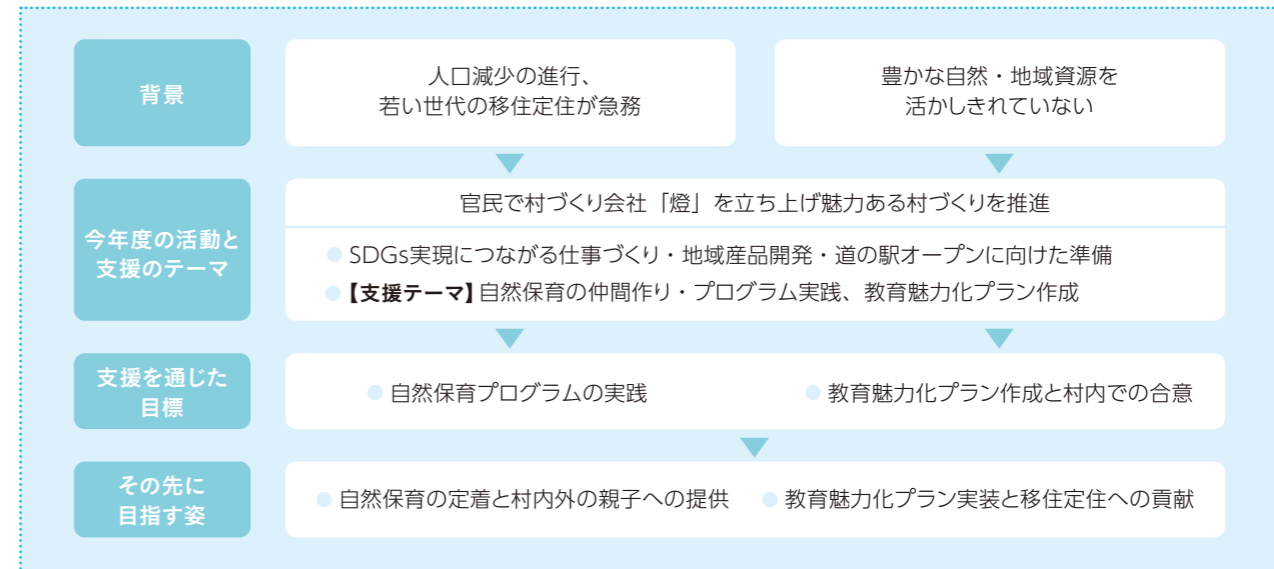 背景
人口減少の進行、
若い世代の移住定住が急務
豊かな自然・地域資源を
活かしきれていない
今年度の活動と
支援のテーマ
官民で村づくり会社「燈」を立ち上げ魅力ある村づくりを推進
● SDGs実現につながる仕事づくり・地域産品開発・道の駅オープンに向けた準備
● 【支援テーマ】自然保育の仲間作り・プログラム実践、教育魅力化プラン作成
支援を通じた
目標
● 自然保育プログラムの実践
● 教育魅力化プラン作成と村内での合意
その先に
目指す姿
● 自然保育の定着と村内外の親子への提供
● 教育魅力化プラン実装と移住定住への貢献